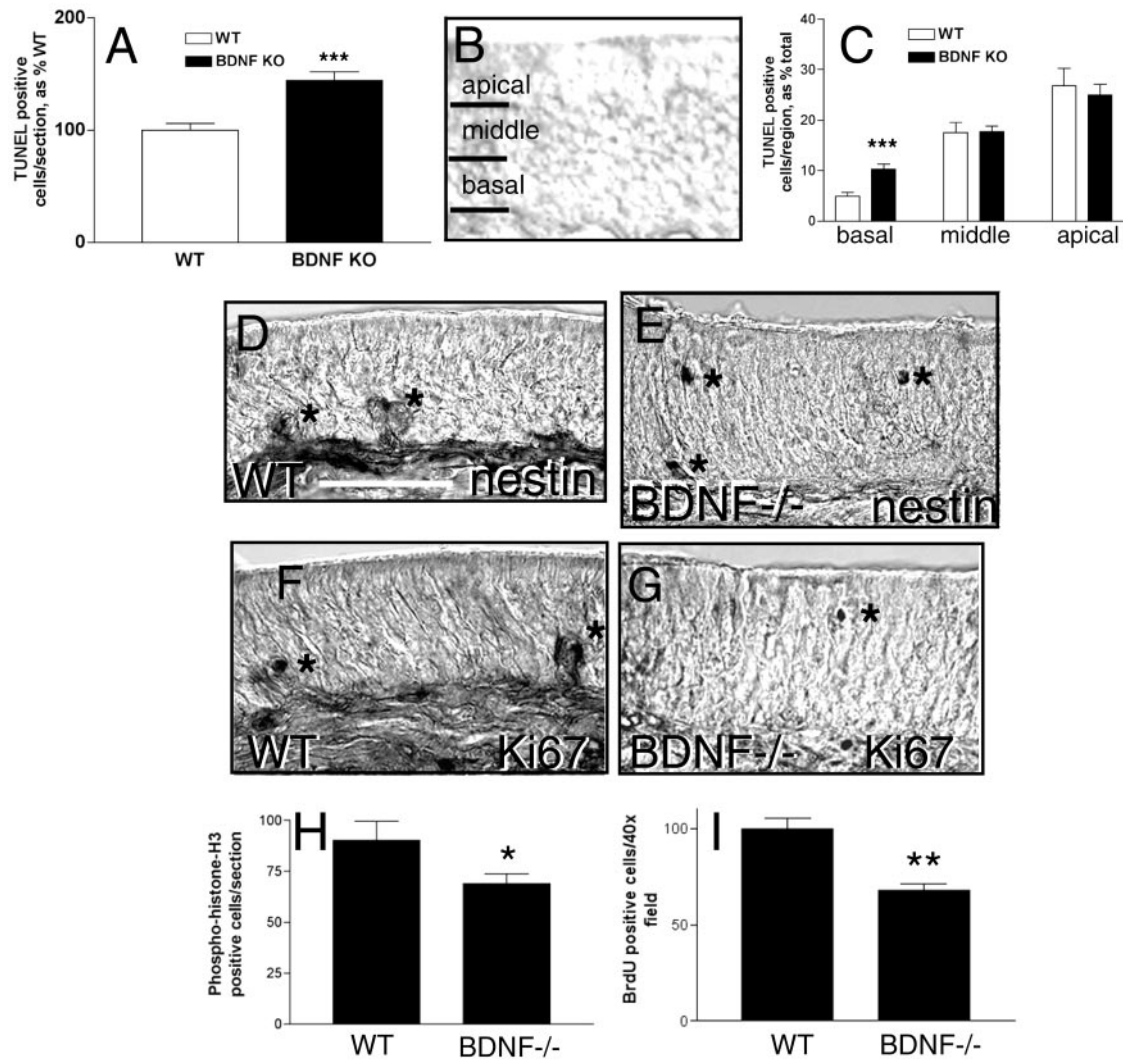 A
TUNEL positive
cells/section, as % WT
200
100
0
WT
BDNF KO
***
WT
BDNF KO
B
apical
middle
basal
C
TUNEL positive
cells/region, as % total
40
30
20
10
0
WT
BDNF KO
***
basal
middle
apical
D
*
*
WT
nestin
E
*
*
*
BDNF-/-
nestin
F
*
*
WT
Ki67
G
*
BDNF-/-
Ki67
H
Phospho-histone-H3
positive cells/section
100
75
50
25
0
*
WT
BDNF-/-
I
BrdU positive cells/40x
field
100
50
0
**
WT
BDNF-/-